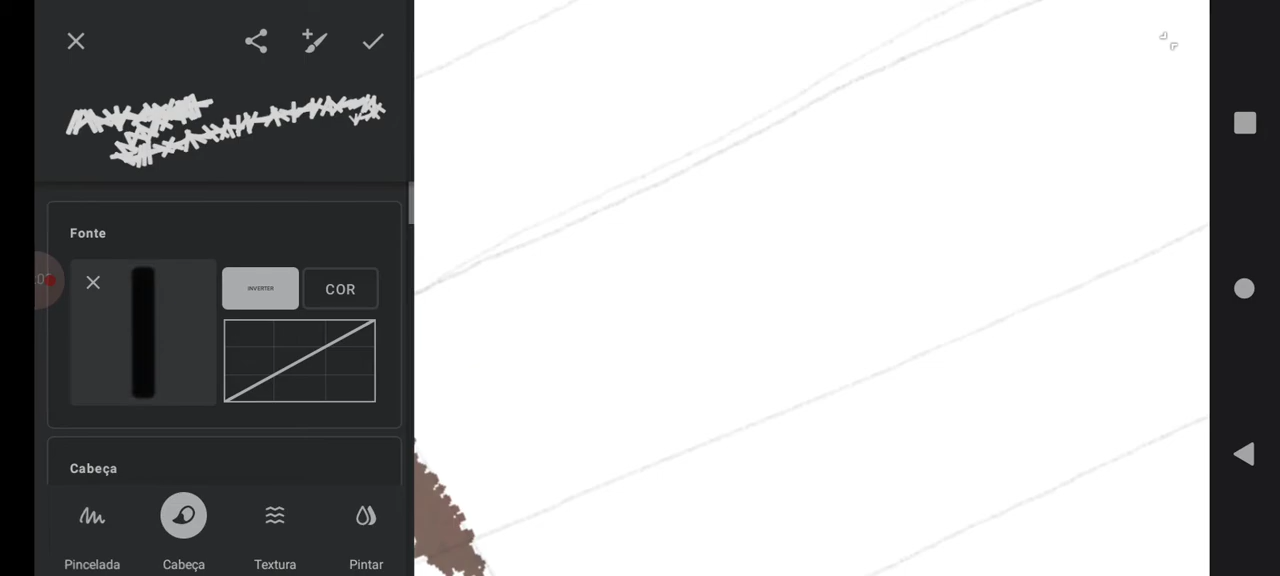 Fonte
INVERTER
COR
Cabeça
Pincelada
Cabeça
Textura
Pintar